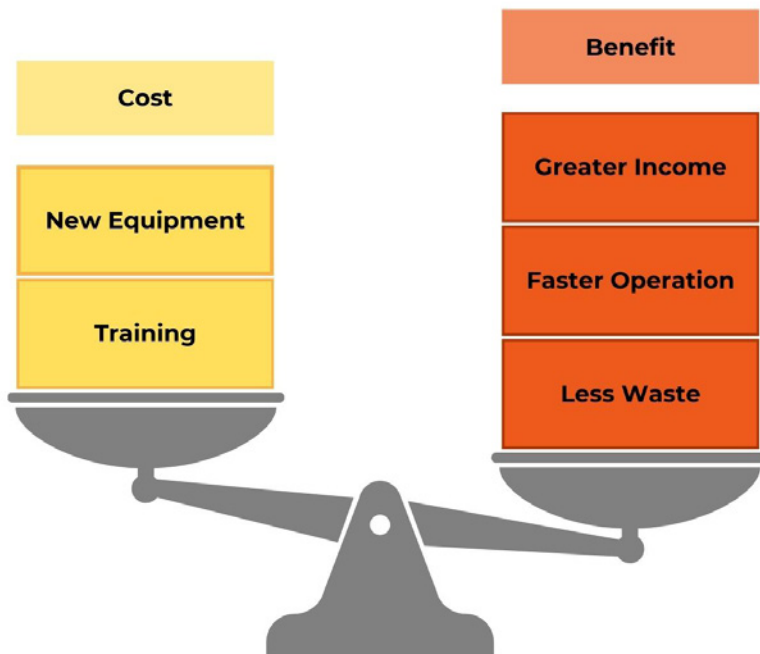 Cost
New Equipment
Training
Benefit
Greater Income
Faster Operation
Less Waste